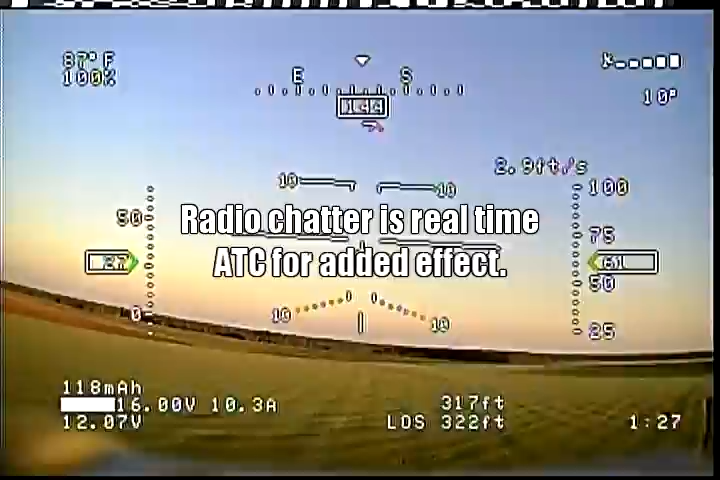 87°F
100%
E S
144
10°
2.9ft/s
10 10
100
50
75
Radio chatter is real time
ATC for added effect.
27
61
50
0
10 10
25
118mAh
16.00V 10.3A
317ft
12.07V
LOS 322ft
1:27